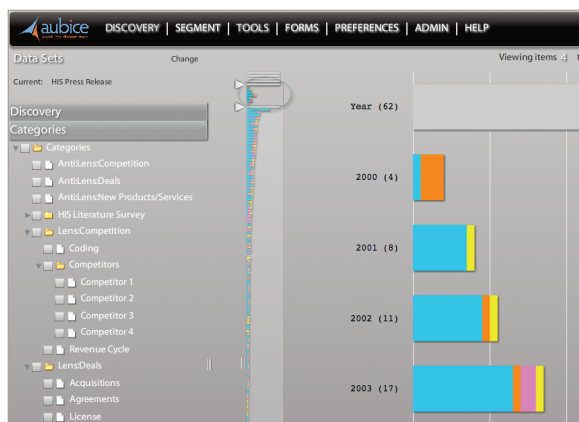 aubice
DISCOVERY | SEGMENT | TOOLS | FORMS | PREFERENCES | ADMIN | HELP
Data Sets
Change
Viewing items 4
Current: HIS Press Release
Discovery
Categories
Categories
Anti:Lens:Competition
Anti:Lens:Deals
Anti:Lens:New Products/Services
HIS Literature Survey
Lens:Competition
Coding
Competitors
Competitor 1
Competitor 2
Competitor 3
Competitor 4
Revenue Cycle
Lens:Deals
Acquisitions
Agreements
License
Year (62)
2000 (4)
2001 (8)
2002 (11)
2003 (17)